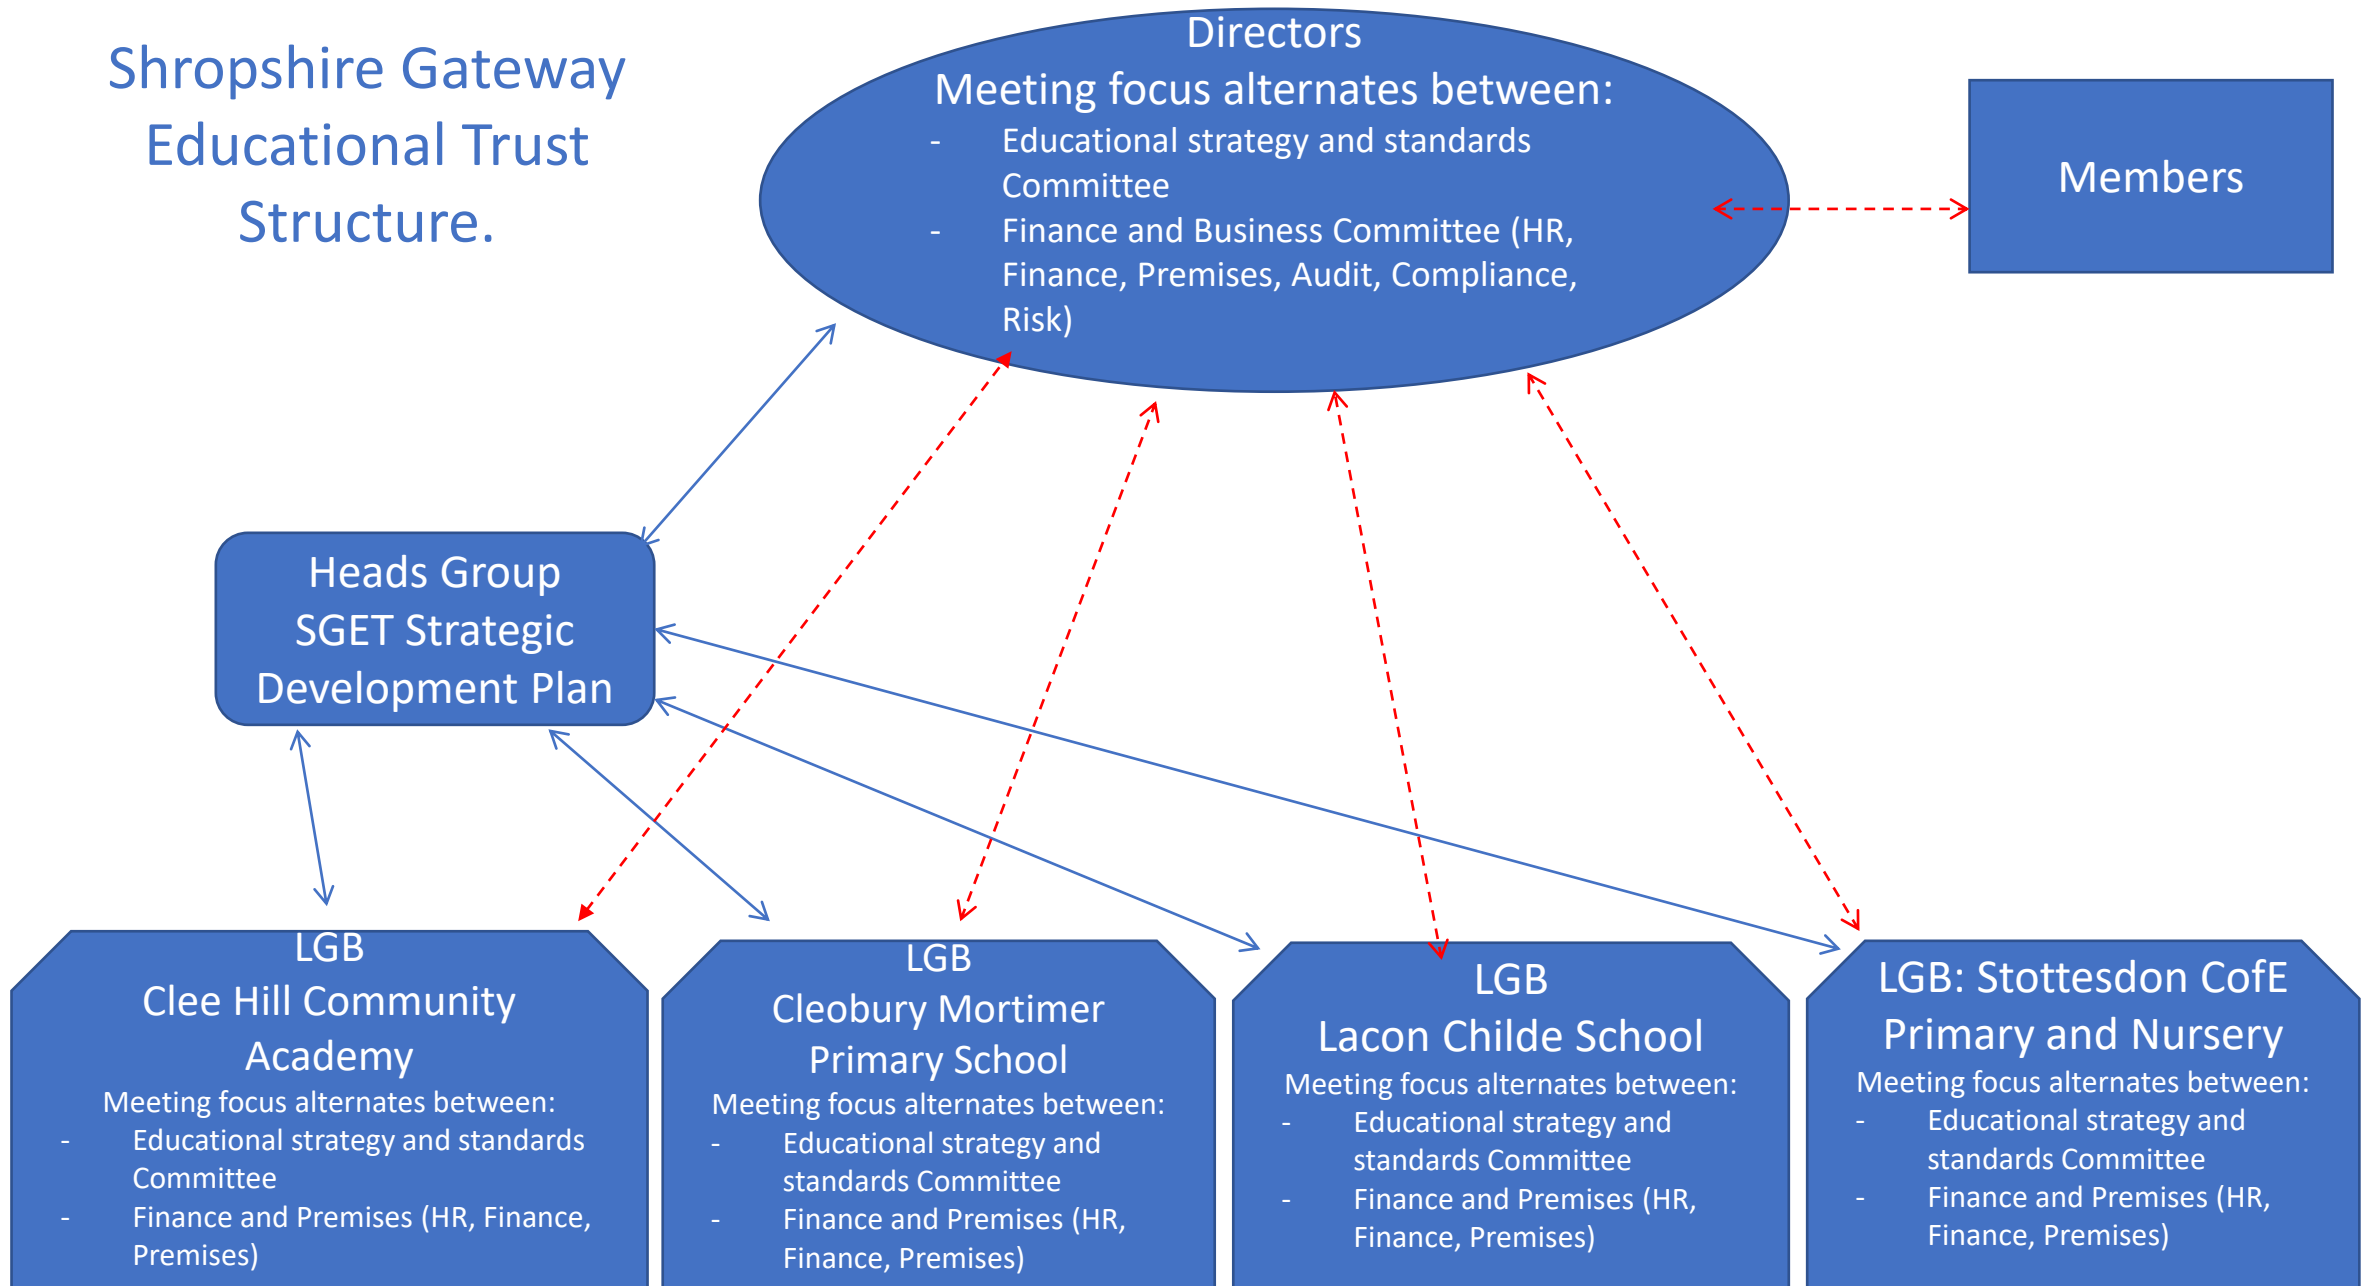 Shropshire Gateway
Educational Trust
Structure.
Directors
Meeting focus alternates between:
- Educational strategy and standards
Committee
- Finance and Business Committee (HR,
Finance, Premises, Audit, Compliance,
Risk)
Members
Heads Group
SGET Strategic
Development Plan
LGB
Clee Hill Community
Academy
Meeting focus alternates between:
- Educational strategy and standards
Committee
- Finance and Premises (HR, Finance,
Premises)
LGB
Cleobury Mortimer
Primary School
Meeting focus alternates between:
- Educational strategy and
standards Committee
- Finance and Premises (HR,
Finance, Premises)
LGB
Lacon Childe School
Meeting focus alternates between:
- Educational strategy and
standards Committee
- Finance and Premises (HR,
Finance, Premises)
LGB: Stottesdon CofE
Primary and Nursery
Meeting focus alternates between:
- Educational strategy and
standards Committee
- Finance and Premises (HR,
Finance, Premises)